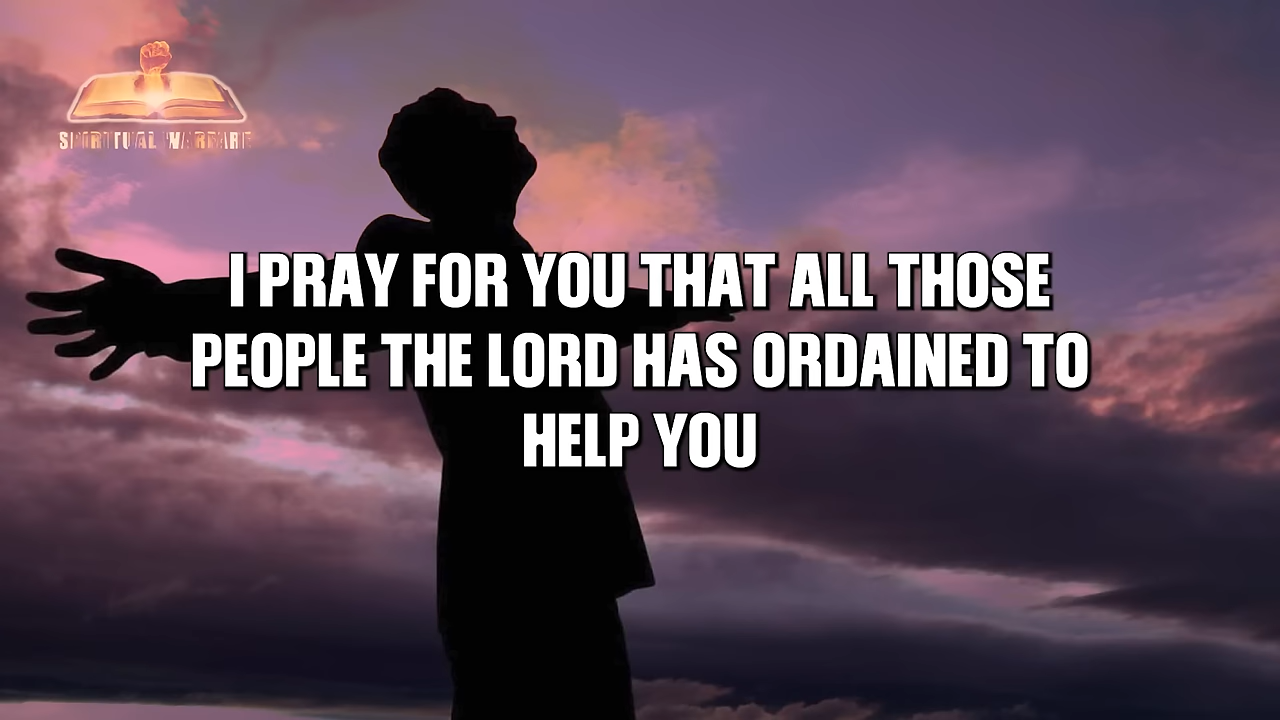 SPIRITUAL WARFARE
I PRAY FOR YOU THAT ALL THOSE
PEOPLE THE LORD HAS ORDAINED TO
HELP YOU